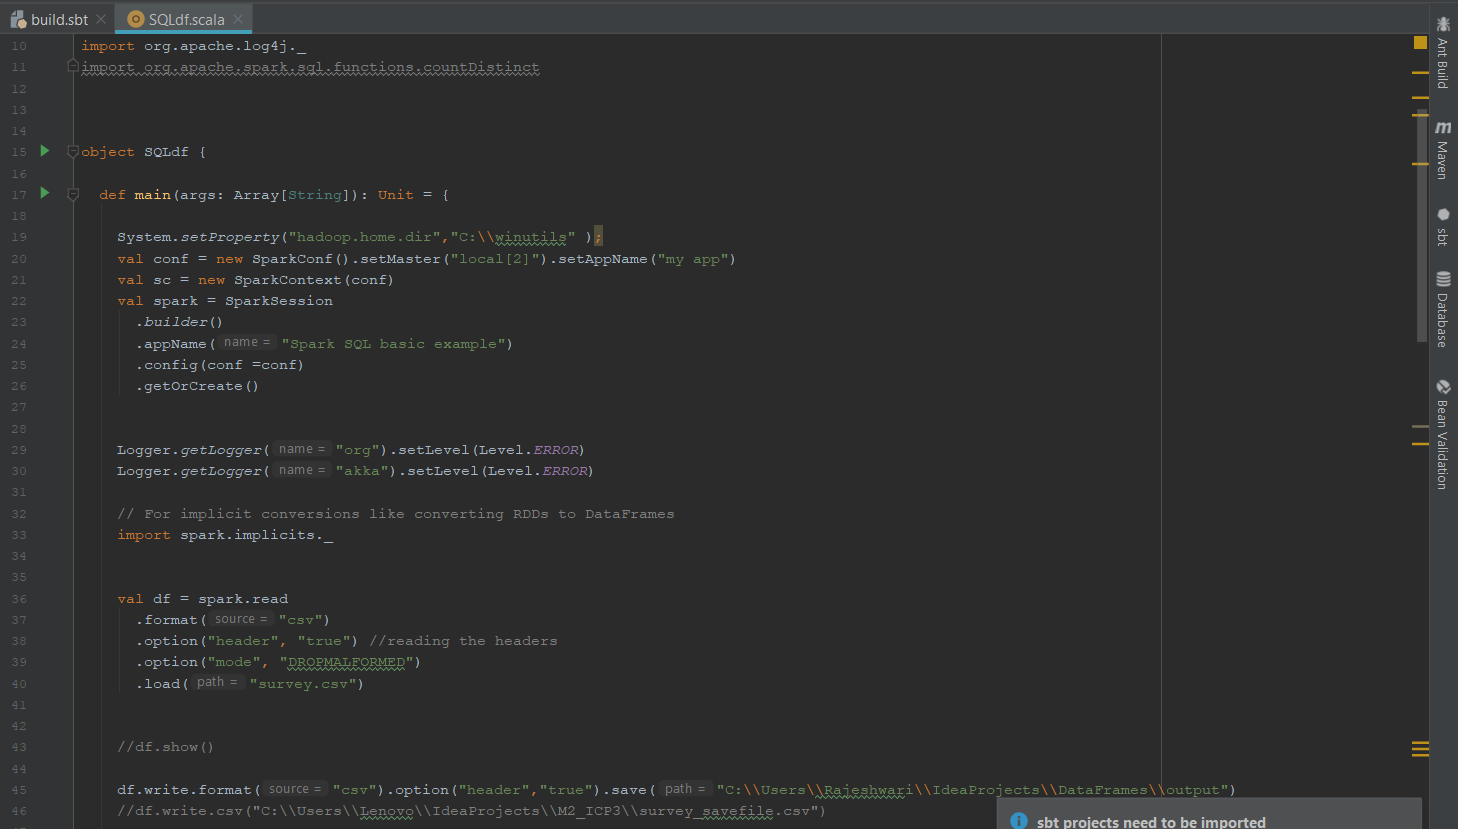 build.sbt
SQLdf.scala
10 import org.apache.log4j._
11 import org.apache.spark.sql.functions.countDistinct
12
13
14
15 object SQLdf {
16
17 def main(args: Array[String]): Unit = {
18
19 System.setProperty("hadoop.home.dir","C:\\winutils" );
20 val conf = new SparkConf().setMaster("local[2]").setAppName("my app")
21 val sc = new SparkContext(conf)
22 val spark = SparkSession
23 .builder()
24 .appName( name = "Spark SQL basic example")
25 .config(conf =conf)
26 .getOrCreate()
27
28
29 Logger.getLogger( name = "org").setLevel(Level.ERROR)
30 Logger.getLogger( name = "akka").setLevel(Level.ERROR)
31
32 // For implicit conversions like converting RDDs to DataFrames
33 import spark.implicits._
34
35
36 val df = spark.read
37 .format( source = "csv")
38 .option("header", "true") //reading the headers
39 .option("mode", "DROPMALFORMED")
40 .load( path = "survey.csv")
41
42
43 //df.show()
44
45 df.write.format( source = "csv").option("header","true").save( path = "C:\\Users\\Rajeshwari\\IdeaProjects\\DataFrames\\output")
46 //df.write.csv("C:\\Users\\Lenovo\\IdeaProjects\\M2_ICP3\\survey_savefile.csv")
sbt projects need to be imported
Ant Build
m Maven
sbt
Database
Bean Validation